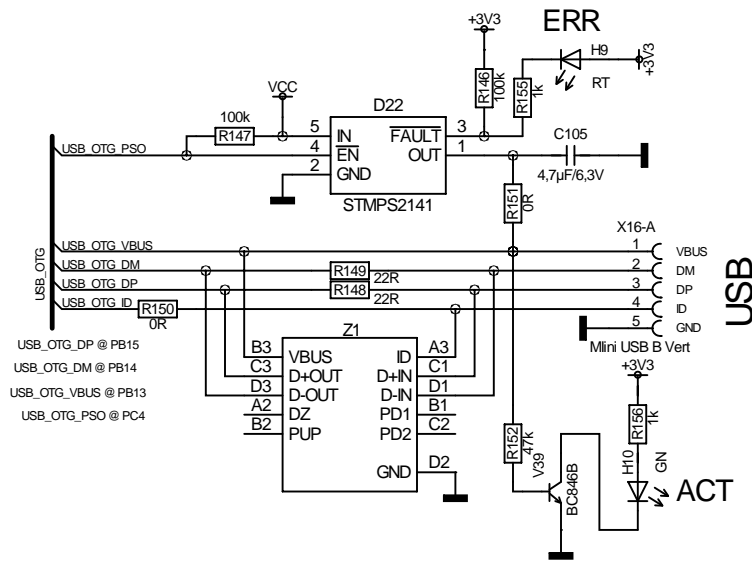 ERR
+3V3
H9
RT
+3V3
R146
100k
R155
1k
VCC
100k
R147
D22
5 IN FAULT 3
4 EN OUT 1
2 GND
STMPS2141
C105
4,7µF/6,3V
R151
0R
USB_OTG_PSO
USB_OTG
X16-A
USB_OTG_VBUS
1 VBUS
USB_OTG_DM
R149
22R
2 DM
USB_OTG_DP
R148
22R
3 DP
USB_OTG_ID
R150
0R
4 ID
5 GND
USB
MIini USB B Vert
USB_OTG_DP @ PB15
USB_OTG_DM @ PB14
USB_OTG_VBUS @ PB13
USB_OTG_PSO @ PC4
Z1
B3 VBUS ID A3
C3 D+OUT D+IN C1
D3 D-OUT D-IN D1
A2 DZ PD1 B1
B2 PUP PD2 C2
GND D2
R152
47k
V39
BC846B
+3V3
R156
1k
H10
GN
ACT